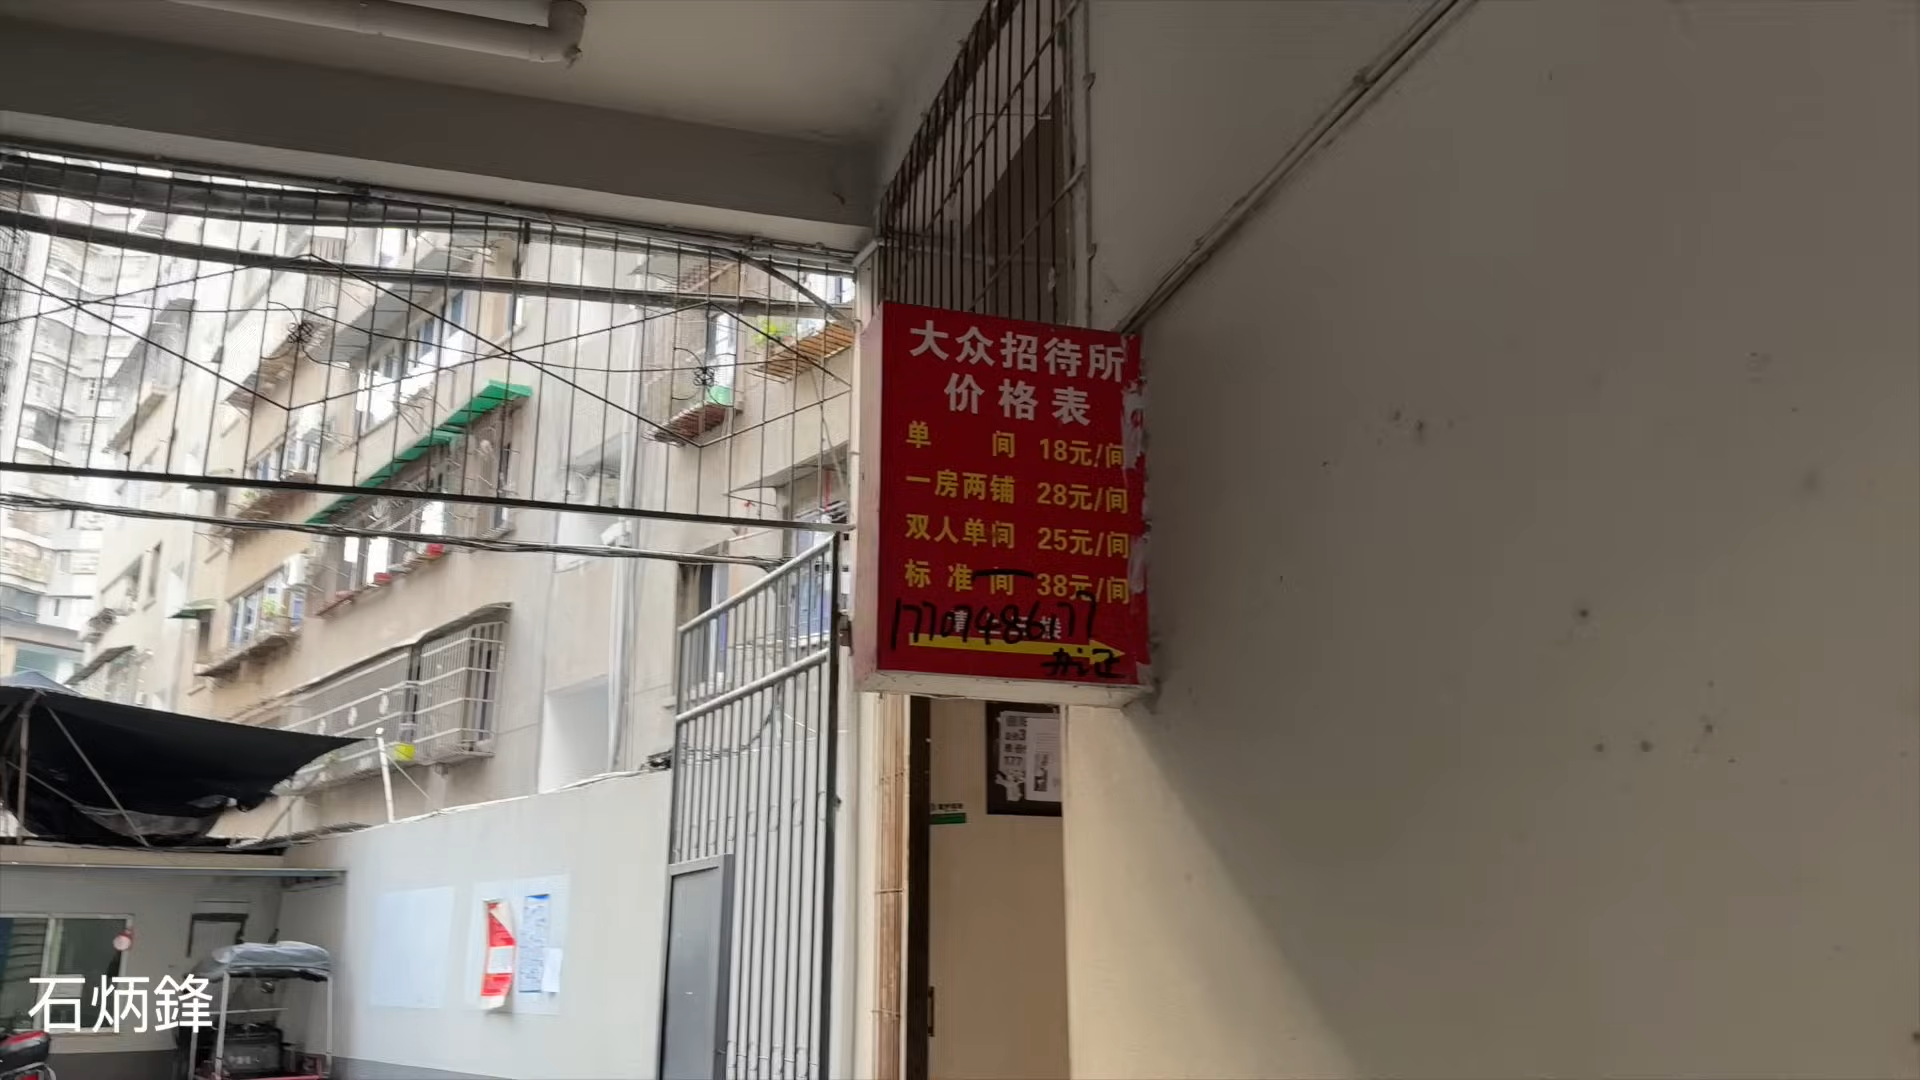 大众招待所
价格表
单 间 18元/间
一房两铺 28元/间
双人单间 25元/间
标准间 38元/间
17707486177
办证
177
石炳鋒